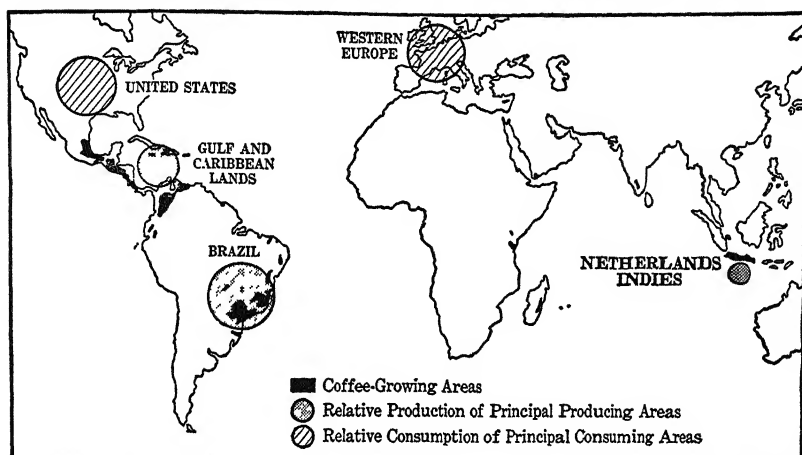 WESTERN
EUROPE
UNITED STATES
GULF AND
CARIBBEAN
LANDS
BRAZIL
NETHERLANDS
INDIES
Coffee-Growing Areas
Relative Production of Principal Producing Areas
Relative Consumption of Principal Consuming Areas